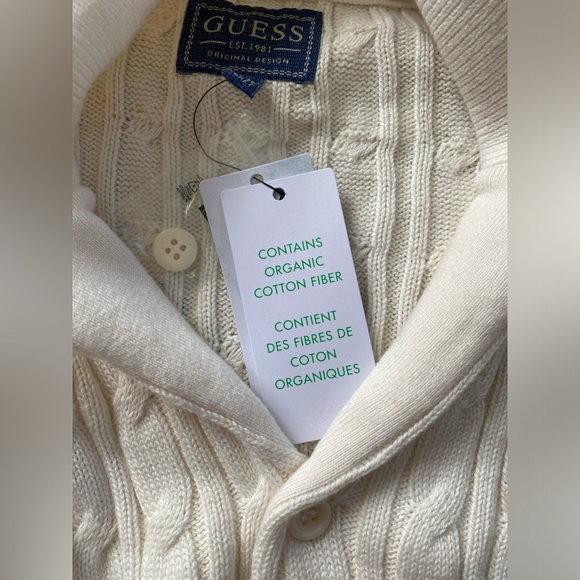 GUESS
EST. 1981
ORIGINAL DESIGN
CONTAINS
ORGANIC
COTTON FIBER
CONTIENT
DES FIBRES DE
COTON
ORGANIQUES